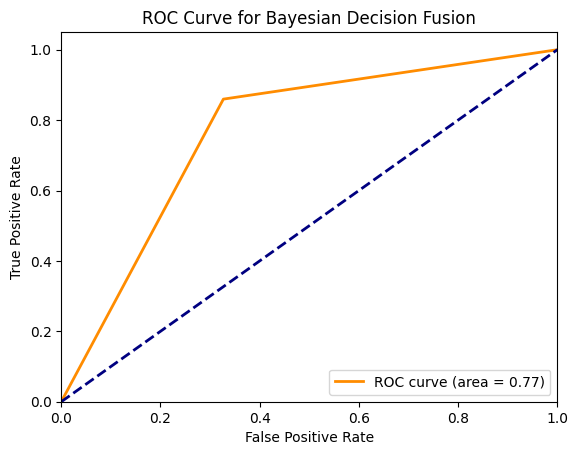 ROC Curve for Bayesian Decision Fusion
True Positive Rate
1.0
0.8
0.6
0.4
0.2
0.0
ROC curve (area = 0.77)
0.0 0.2 0.4 0.6 0.8 1.0
False Positive Rate